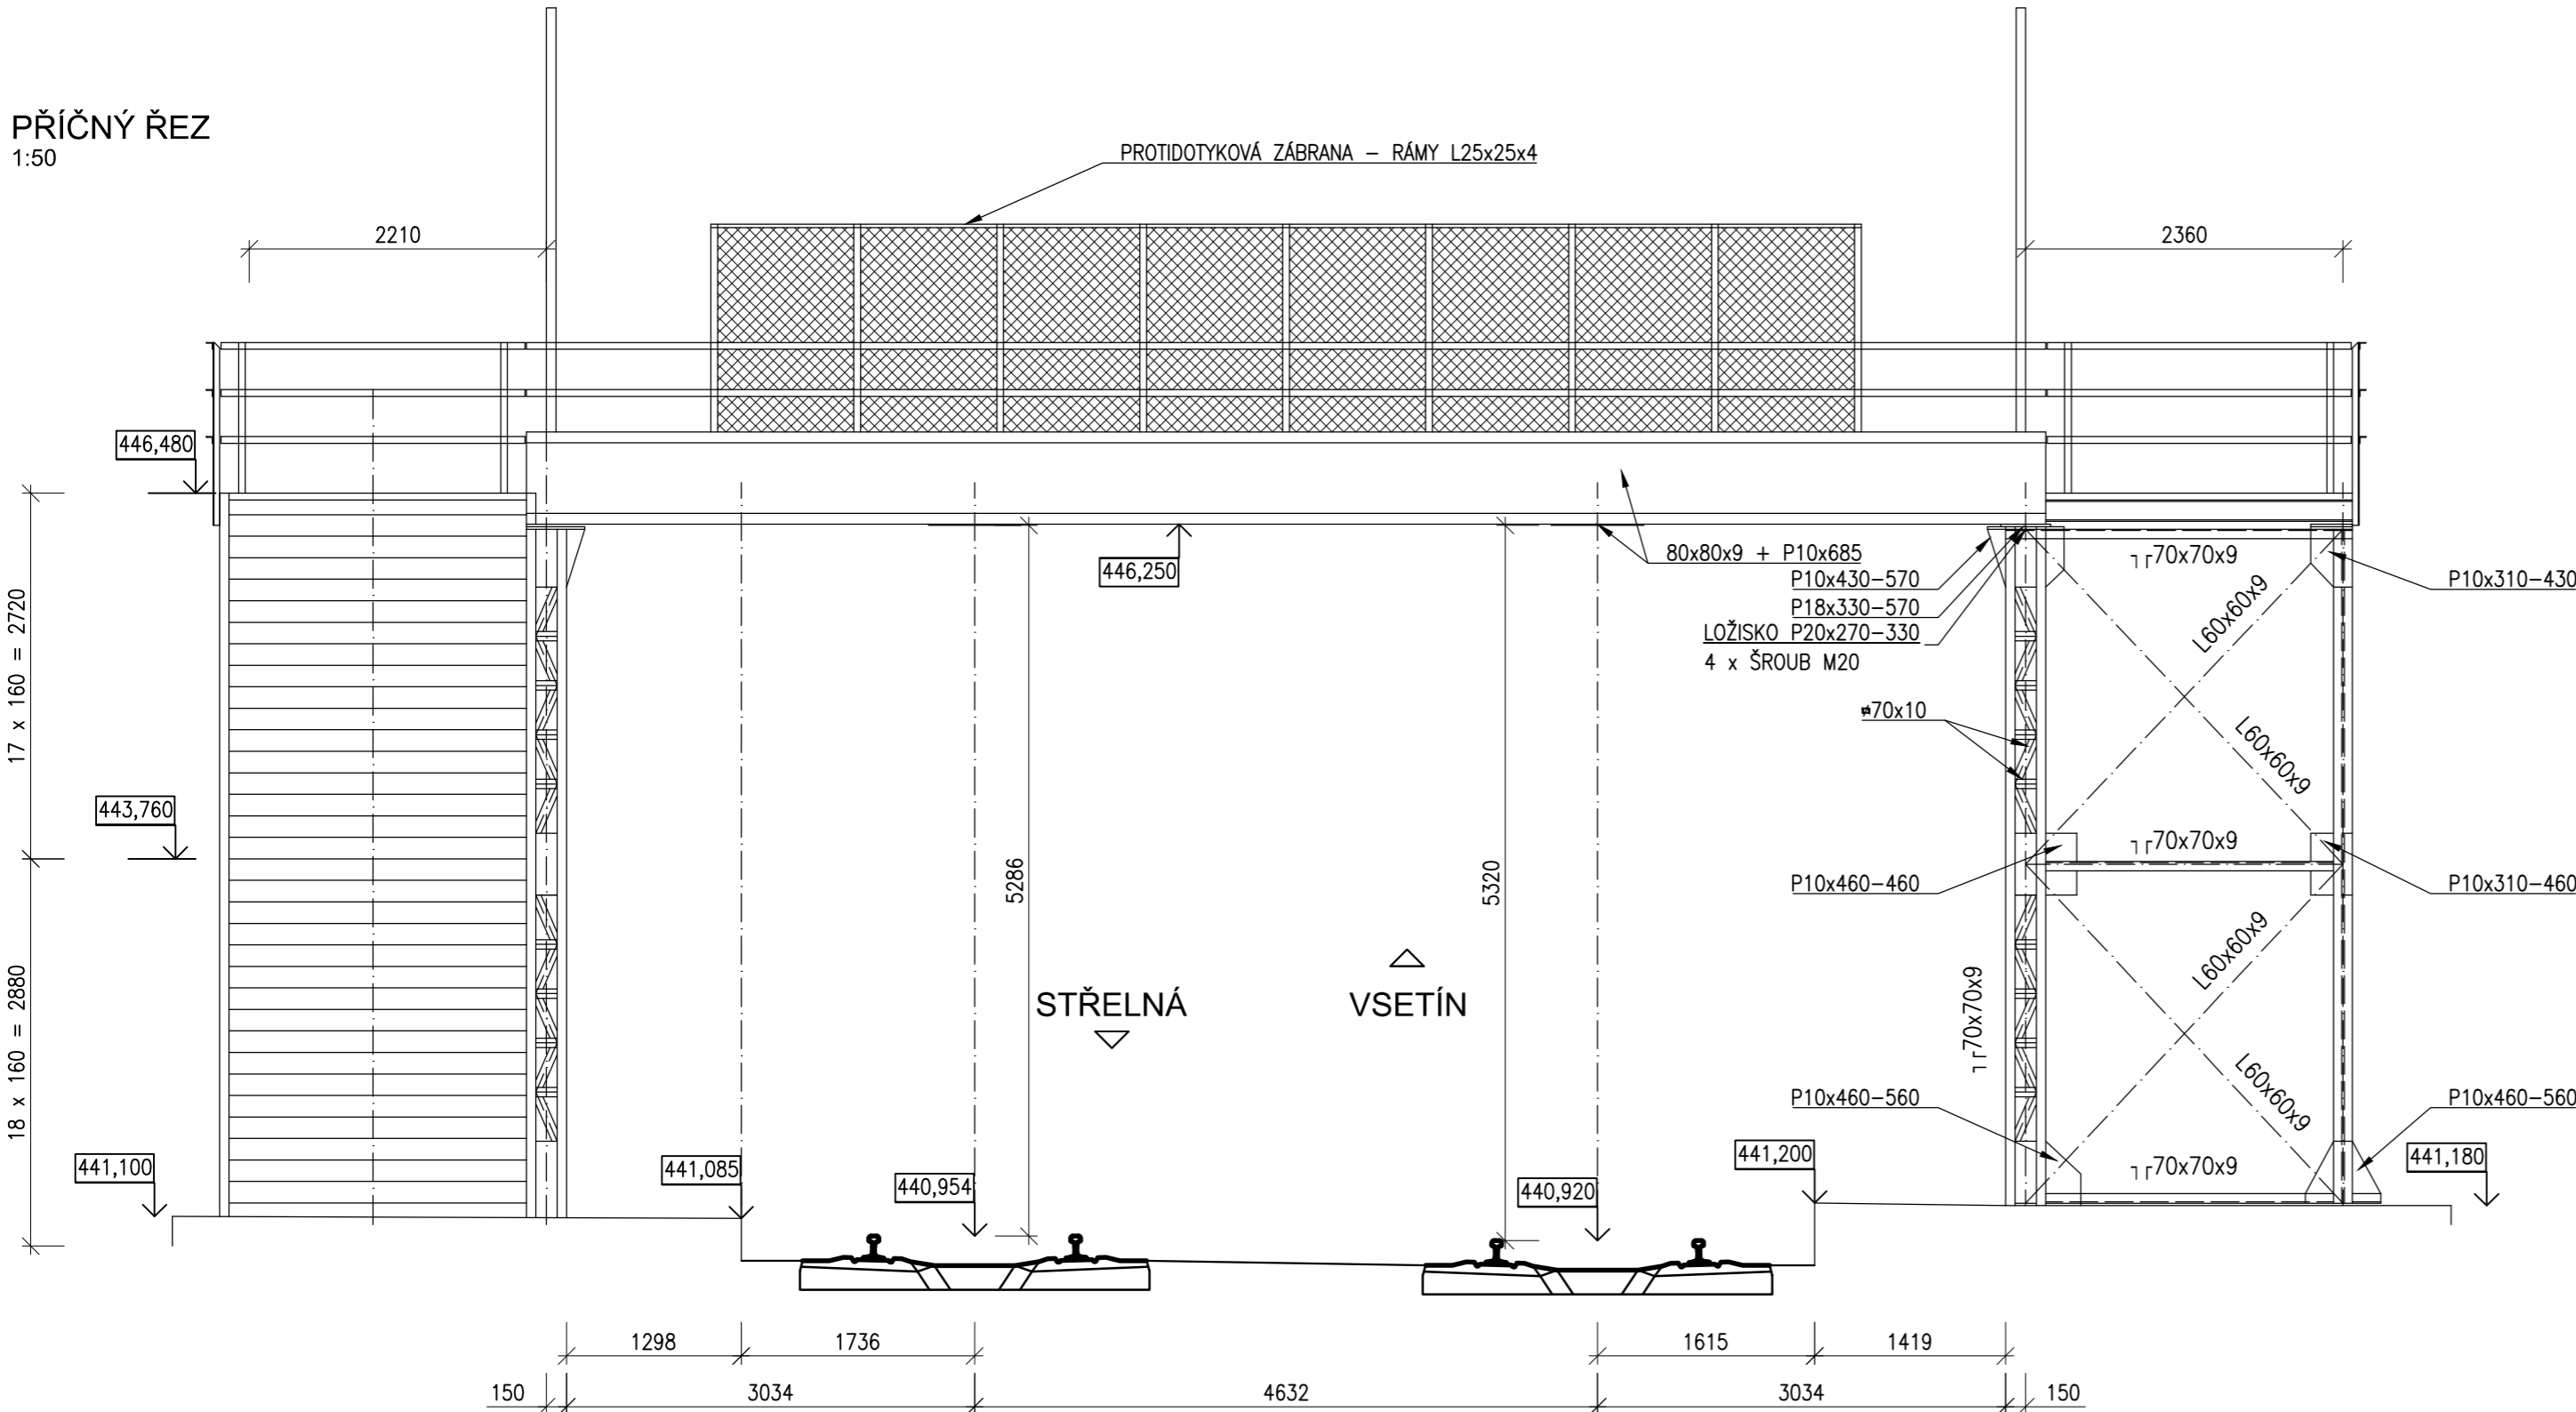 PŘÍČNÝ ŘEZ
1:50
PROTIDOTYKOVÁ ZÁBRANA – RÁMY L25x25x4
2210
2360
446,480
446,250
80x80x9 + P10x685
P10x430-570
P18x330-570
LOŽISKO P20x270-330
4 x ŠROUB M20
┐┌70x70x9
P10x310-430
L60x60x9
L60x60x9
17 x 160 = 2720
70x10
443,760
5286
5320
┐┌70x70x9
P10x460-460
P10x310-460
STŘELNÁ
VSETÍN
L60x60x9
L60x60x9
┐┌70x70x9
18 x 160 = 2880
P10x460-560
P10x460-560
441,100
441,085
440,954
440,920
441,200
┐┌70x70x9
441,180
1298
1736
1615
1419
150
3034
4632
3034
150